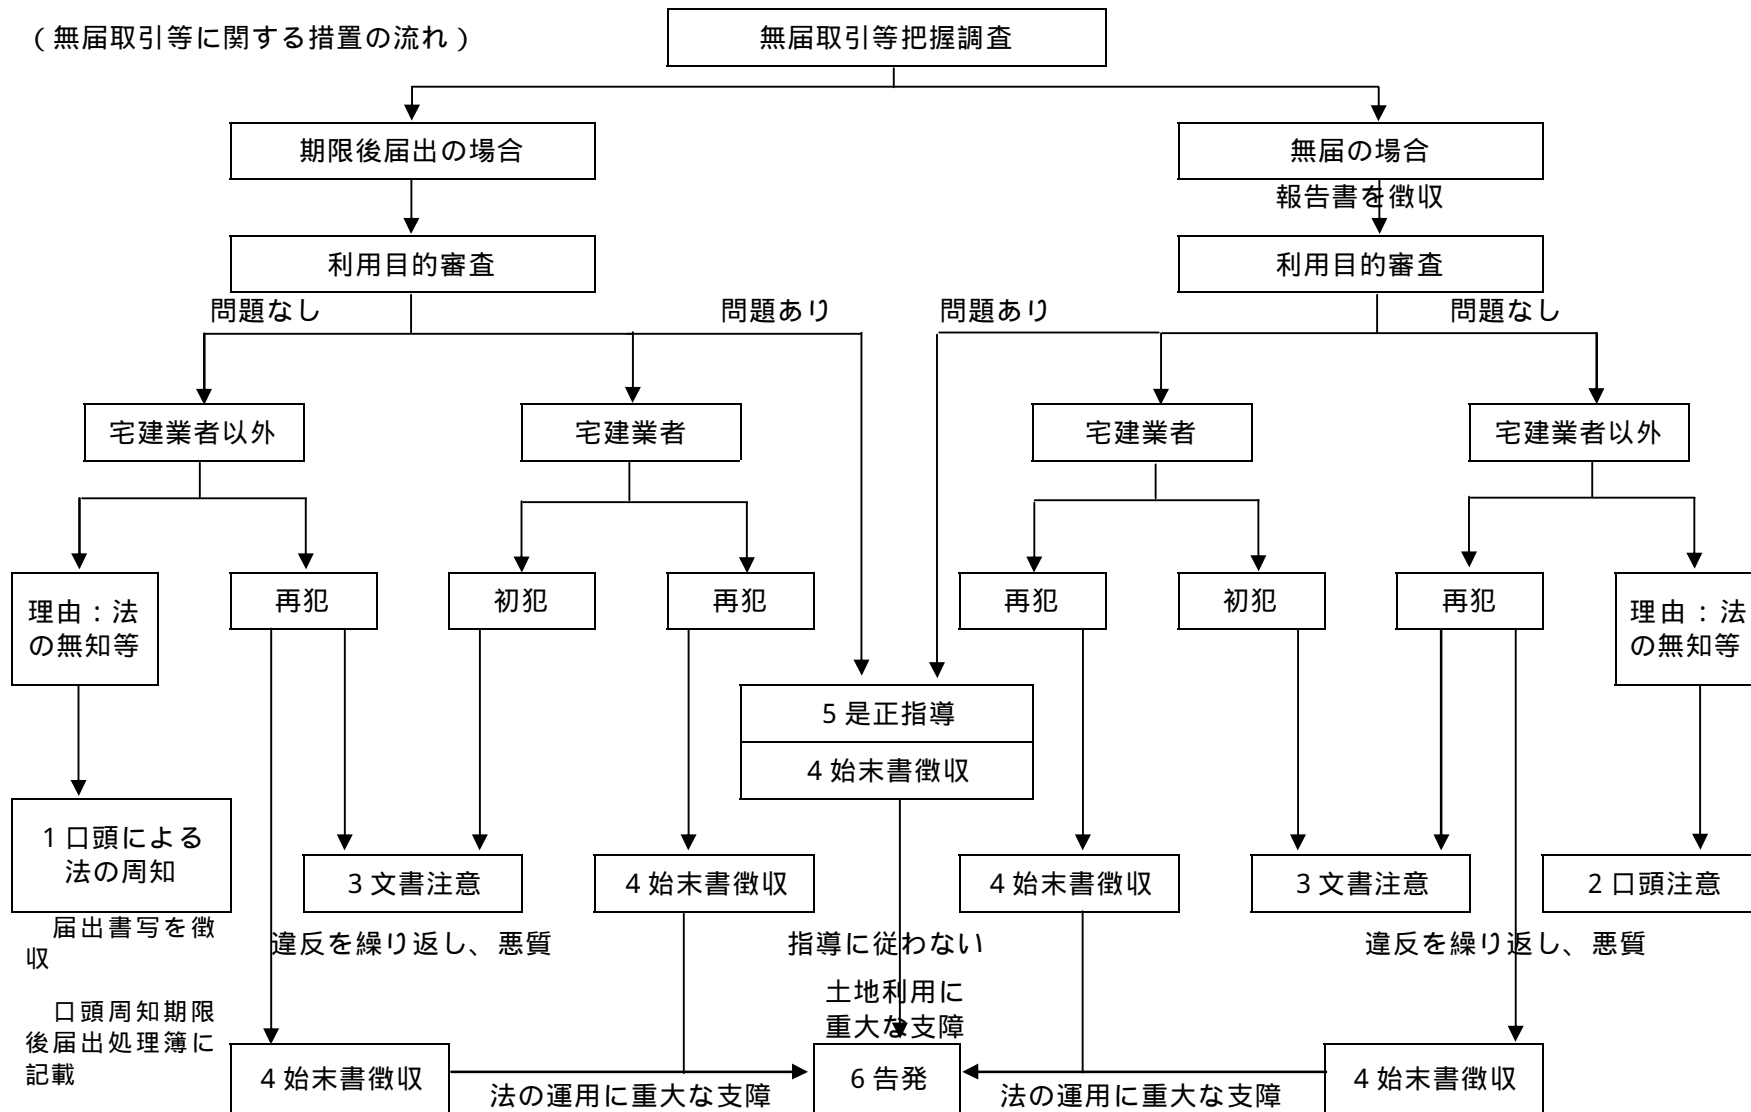 (無届取引等に関する措置の流れ)
無届取引等把握調査
期限後届出の場合
無届の場合
報告書を徴収
利用目的審査
利用目的審査
問題なし
問題あり
問題あり
問題なし
宅建業者以外
宅建業者
宅建業者
宅建業者以外
理由:法
の無知等
再犯
初犯
再犯
再犯
初犯
再犯
理由:法
の無知等
5是正指導
4始末書徴収
1口頭による
法の周知
3文書注意
4始末書徴収
4始末書徴収
3文書注意
2口頭注意
届出書写を徴
収
違反を繰り返し、悪質
指導に従わない
違反を繰り返し、悪質
土地利用に
重大な支障
口頭周知期限
後届出処理簿に
記載
4始末書徴収
法の運用に重大な支障
6告発
法の運用に重大な支障
4始末書徴収